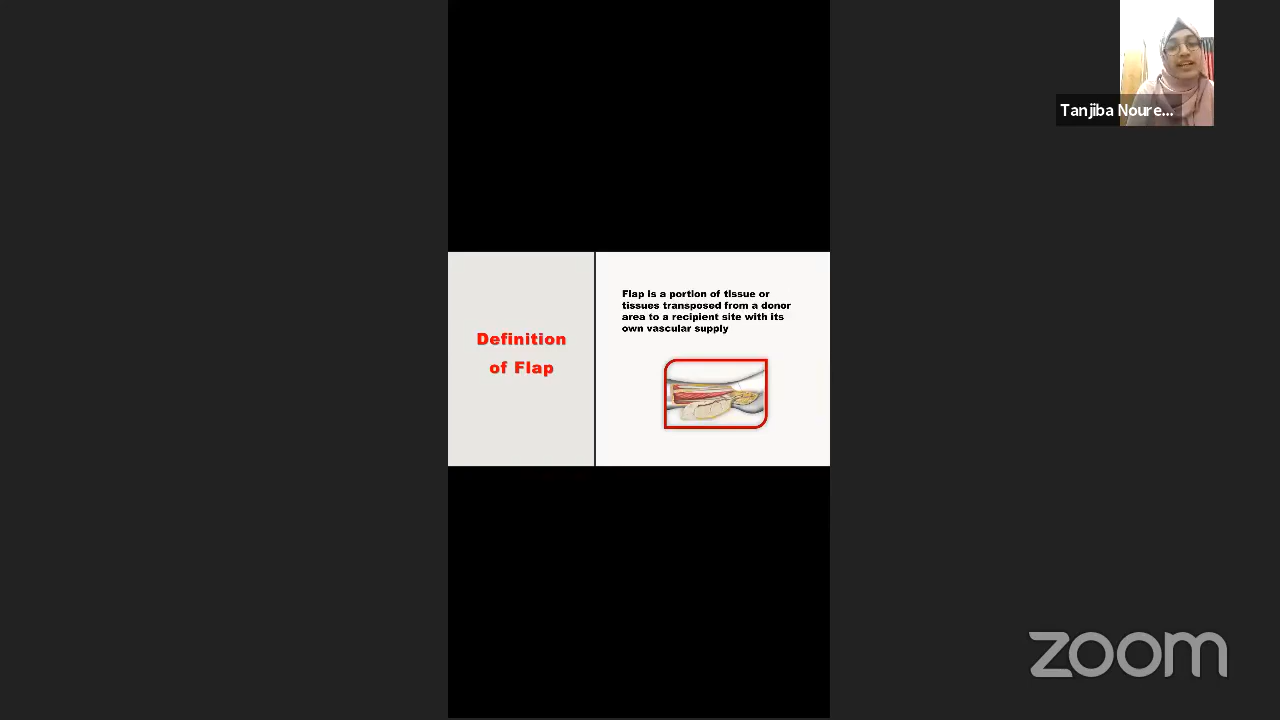 Tanjiba Noure...
Flap is a portion of tissue or
tissues transposed from a donor
area to a recipient site with its
own vascular supply
Definition
of Flap
zoom